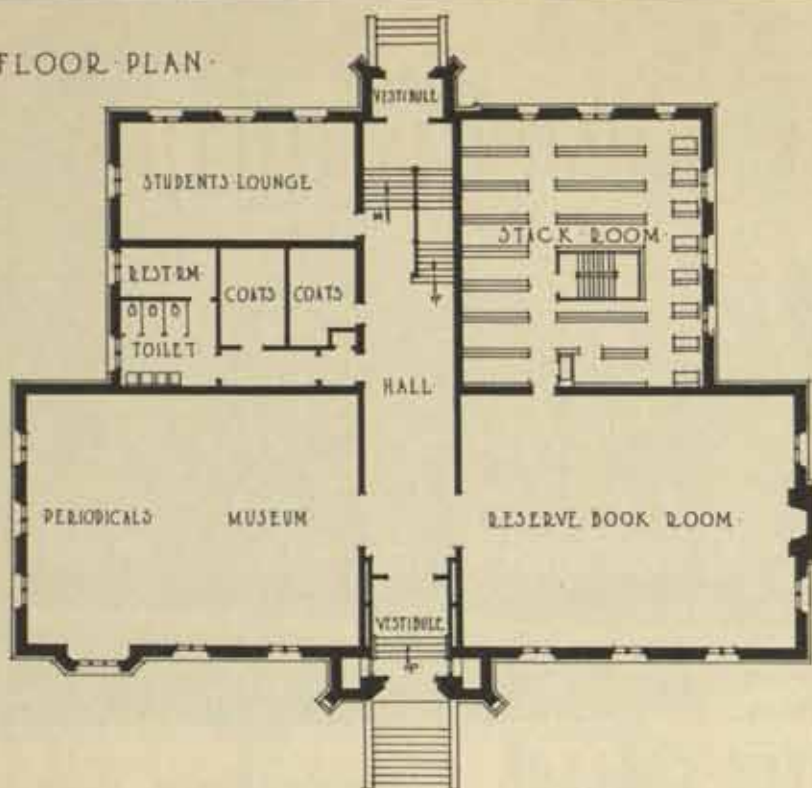 FLOOR·PLAN·
VESTIBULE
STUDENTS·LOUNGE
STACK·ROOM
REST·RM·
COATS
COATS
TOILET
HALL
PERIODICALS
MUSEUM
RESERVE BOOK ROOM·
VESTIBULE
UP